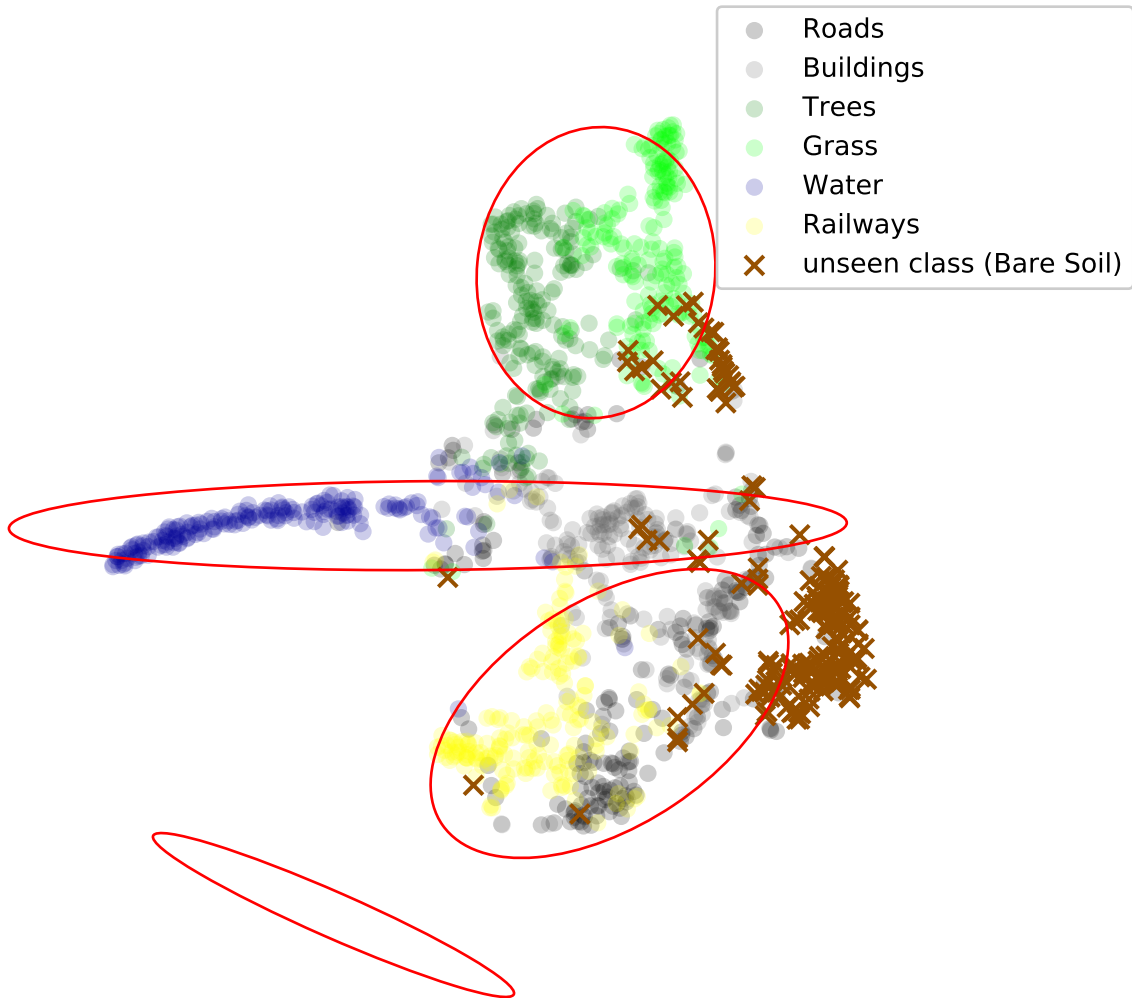 Roads
Buildings
Trees
Grass
Water
Railways
unseen class (Bare Soil)